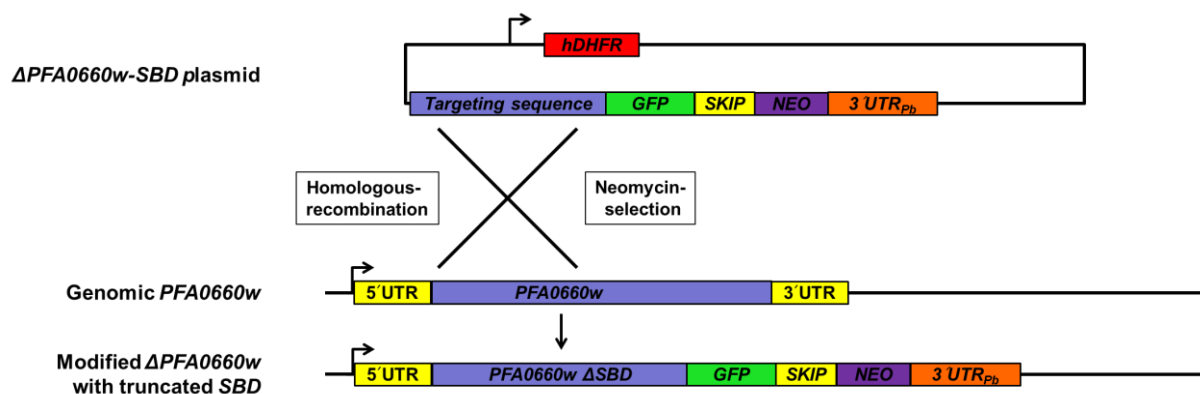 hDHFR
ΔPFA0660w-SBD plasmid
Targeting sequence GFP SKIP NEO 3´UTRPb
Homologous-
recombination
Neomycin-
selection
Genomic PFA0660w
5´UTR PFA0660w 3´UTR
Modified ΔPFA0660w
with truncated SBD
5´UTR PFA0660w ΔSBD GFP SKIP NEO 3´UTRPb